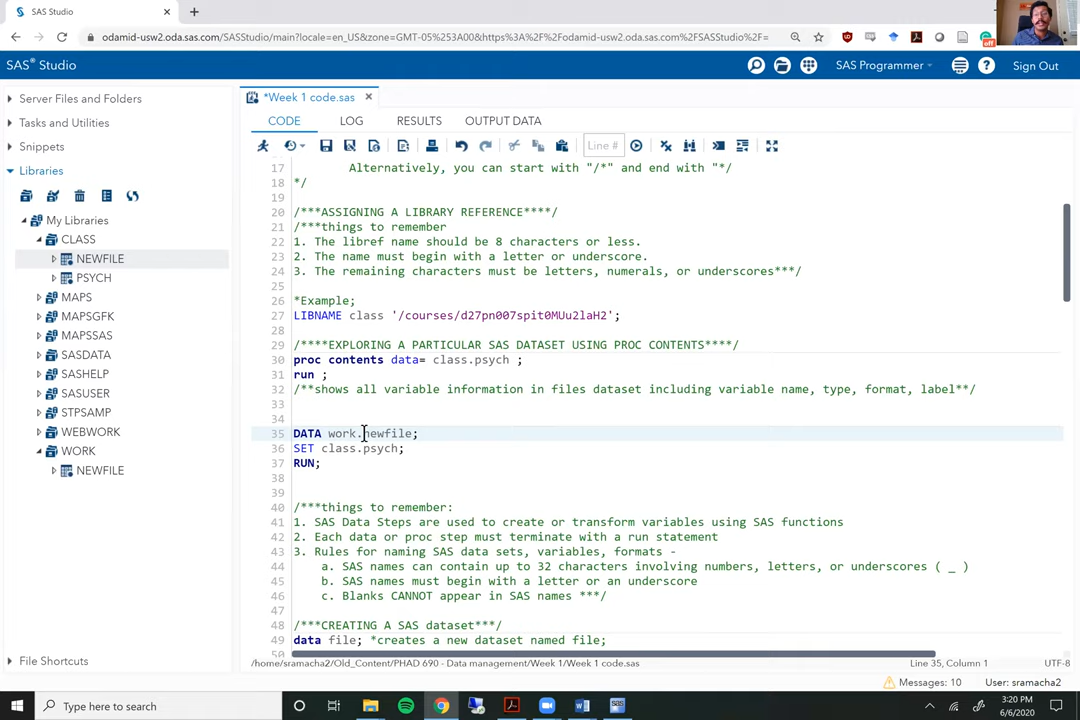 SAS Studio
odamid-usw2.oda.sas.com/SASStudio/main?locale=en_US&zone=GMT-05%253A00&https%3A%2F%2Fodamid-usw2.oda.sas.com%2FSASStudio%2F=
SAS® Studio
SAS Programmer
Sign Out
Server Files and Folders
Tasks and Utilities
Snippets
Libraries
My Libraries
CLASS
NEWFILE
PSYCH
MAPS
MAPSGFK
MAPSSAS
SASDATA
SASHELP
SASUSER
STPSAMP
WEBWORK
WORK
NEWFILE
File Shortcuts
*Week 1 code.sas
CODE LOG RESULTS OUTPUT DATA
Line #
17 Alternatively, you can start with "/*" and end with "*/
18 */
19
20 /***ASSIGNING A LIBRARY REFERENCE****/
21 /***things to remember
22 1. The libref name should be 8 characters or less.
23 2. The name must begin with a letter or underscore.
24 3. The remaining characters must be letters, numerals, or underscores***/
25
26 *Example;
27 LIBNAME class '/courses/d27pn007spit0MUu2laH2';
28
29 /****EXPLORING A PARTICULAR SAS DATASET USING PROC CONTENTS****/
30 proc contents data= class.psych ;
31 run ;
32 /**shows all variable information in files dataset including variable name, type, format, label**/
33
34
35 DATA work.newfile;
36 SET class.psych;
37 RUN;
38
39
40 /***things to remember:
41 1. SAS Data Steps are used to create or transform variables using SAS functions
42 2. Each data or proc step must terminate with a run statement
43 3. Rules for naming SAS data sets, variables, formats -
44 a. SAS names can contain up to 32 characters involving numbers, letters, or underscores ( _ )
45 b. SAS names must begin with a letter or an underscore
46 c. Blanks CANNOT appear in SAS names ***/
47
48 /***CREATING A SAS dataset***/
49 data file; *creates a new dataset named file;
50
/home/sramacha2/Old_Content/PHAD 690 - Data management/Week 1/Week 1 code.sas
Line 35, Column 1
UTF-8
Messages: 10
User: sramacha2
Type here to search
3:20 PM
6/6/2020